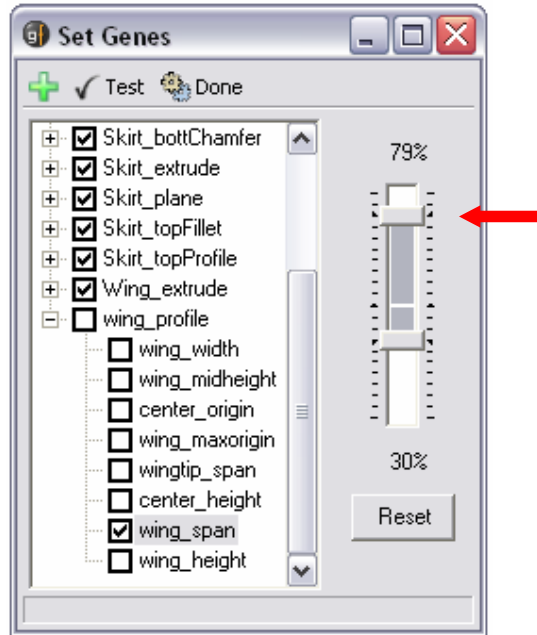 gf Set Genes
Test Done
Skirt_bottChamfer
Skirt_extrude
Skirt_plane
Skirt_topFillet
Skirt_topProfile
Wing_extrude
wing_profile
wing_width
wing_midheight
center_origin
wing_maxorigin
wingtip_span
center_height
wing_span
wing_height
79%
30%
Reset